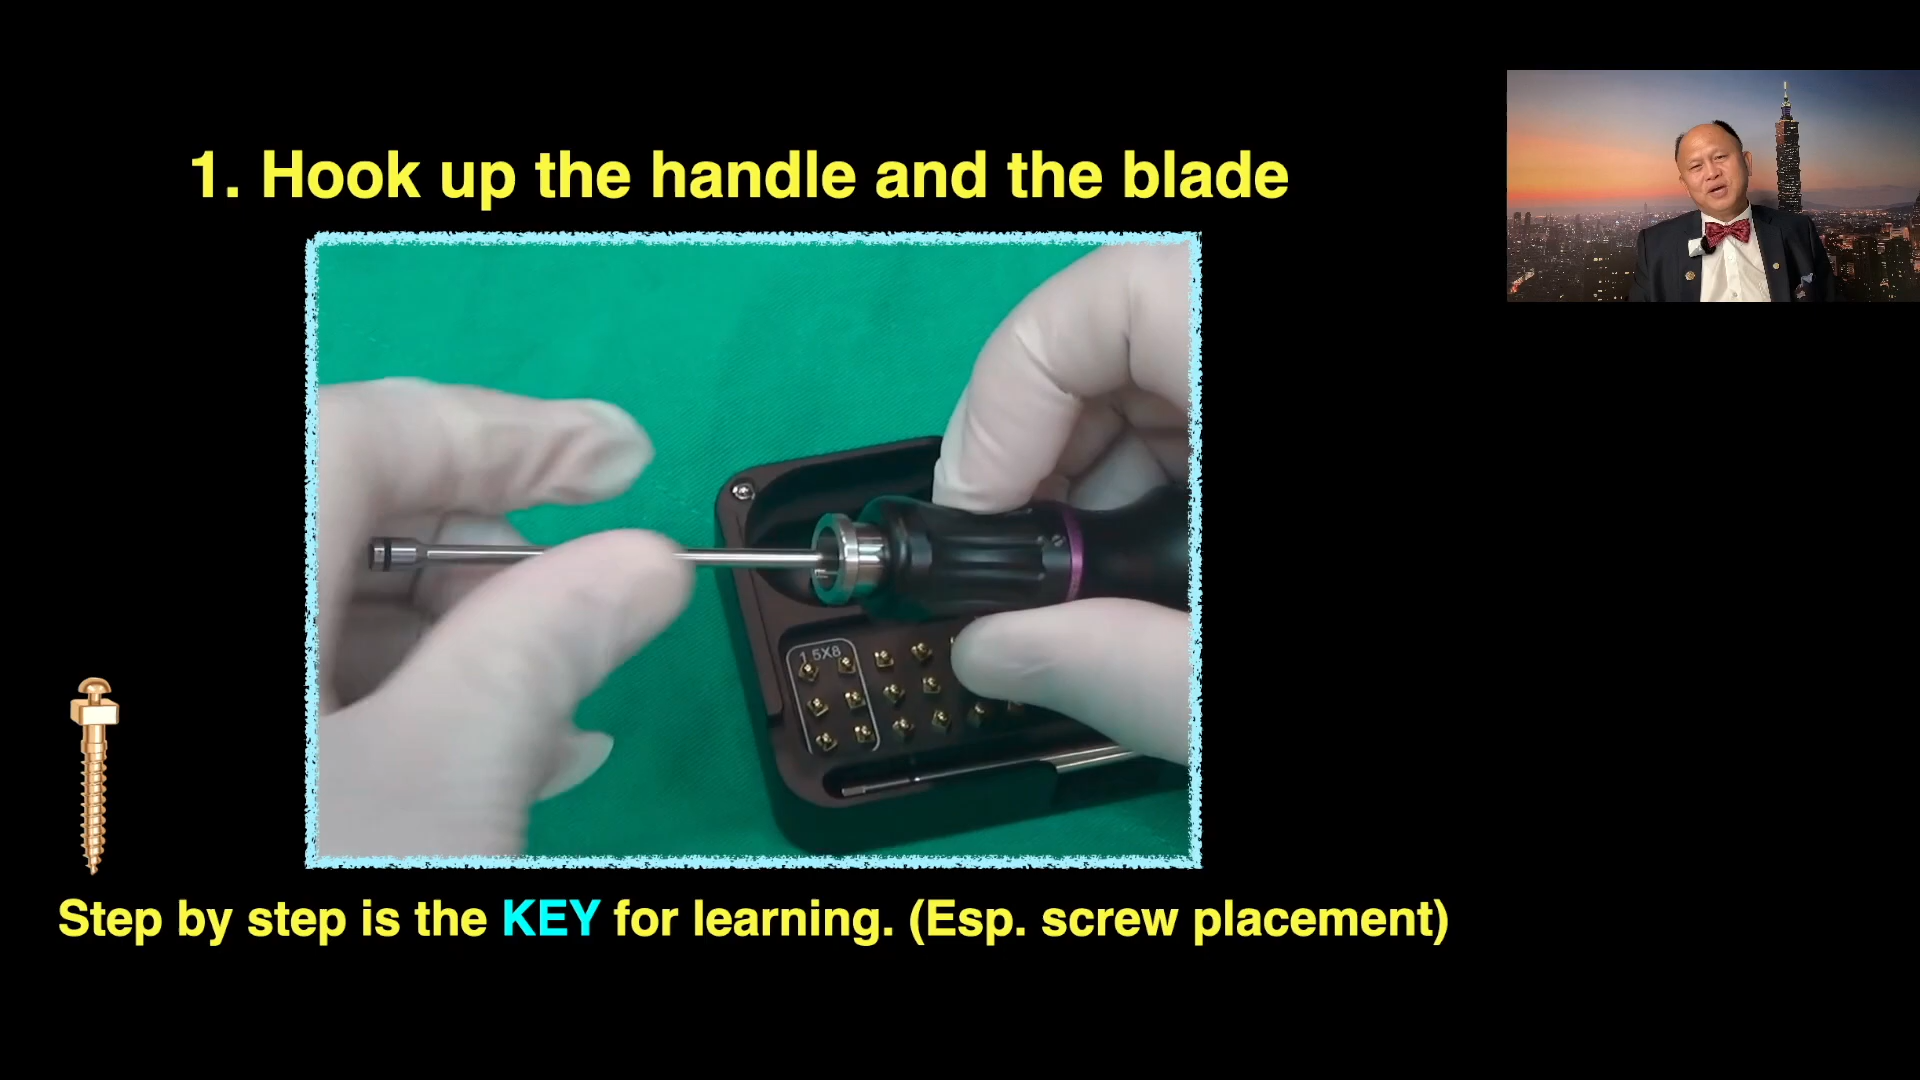 1. Hook up the handle and the blade
1.5X8
Step by step is the KEY for learning. (Esp. screw placement)